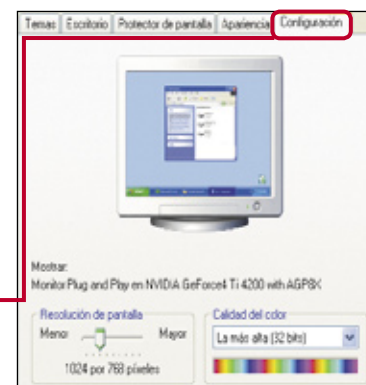 Temas Escritorio Protector de pantalla Apariencia Configuración
Mostrar:
Monitor Plug and Play en NVIDIA GeForce4 Ti 4200 with AGP8X
Resolución de pantalla
Menor Mayor
1024 por 768 píxeles
Calidad del color
La más alta (32 bits)